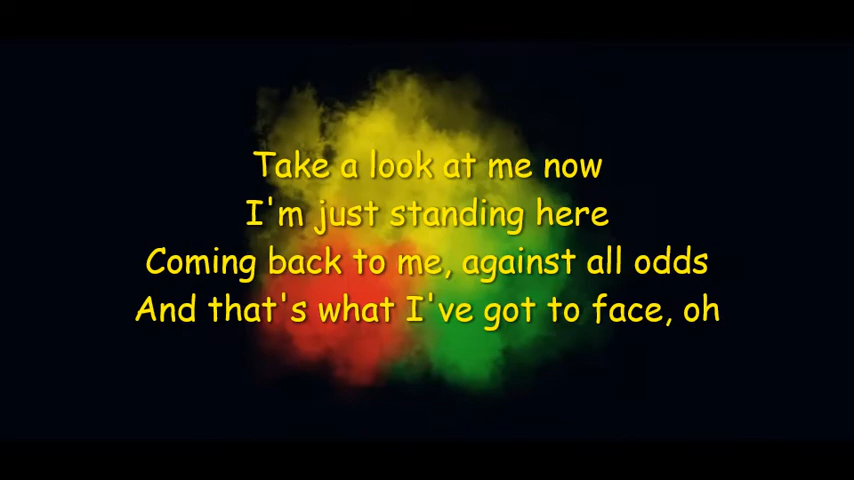 Take a look at me now
I'm just standing here
Coming back to me, against all odds
And that's what I've got to face, oh